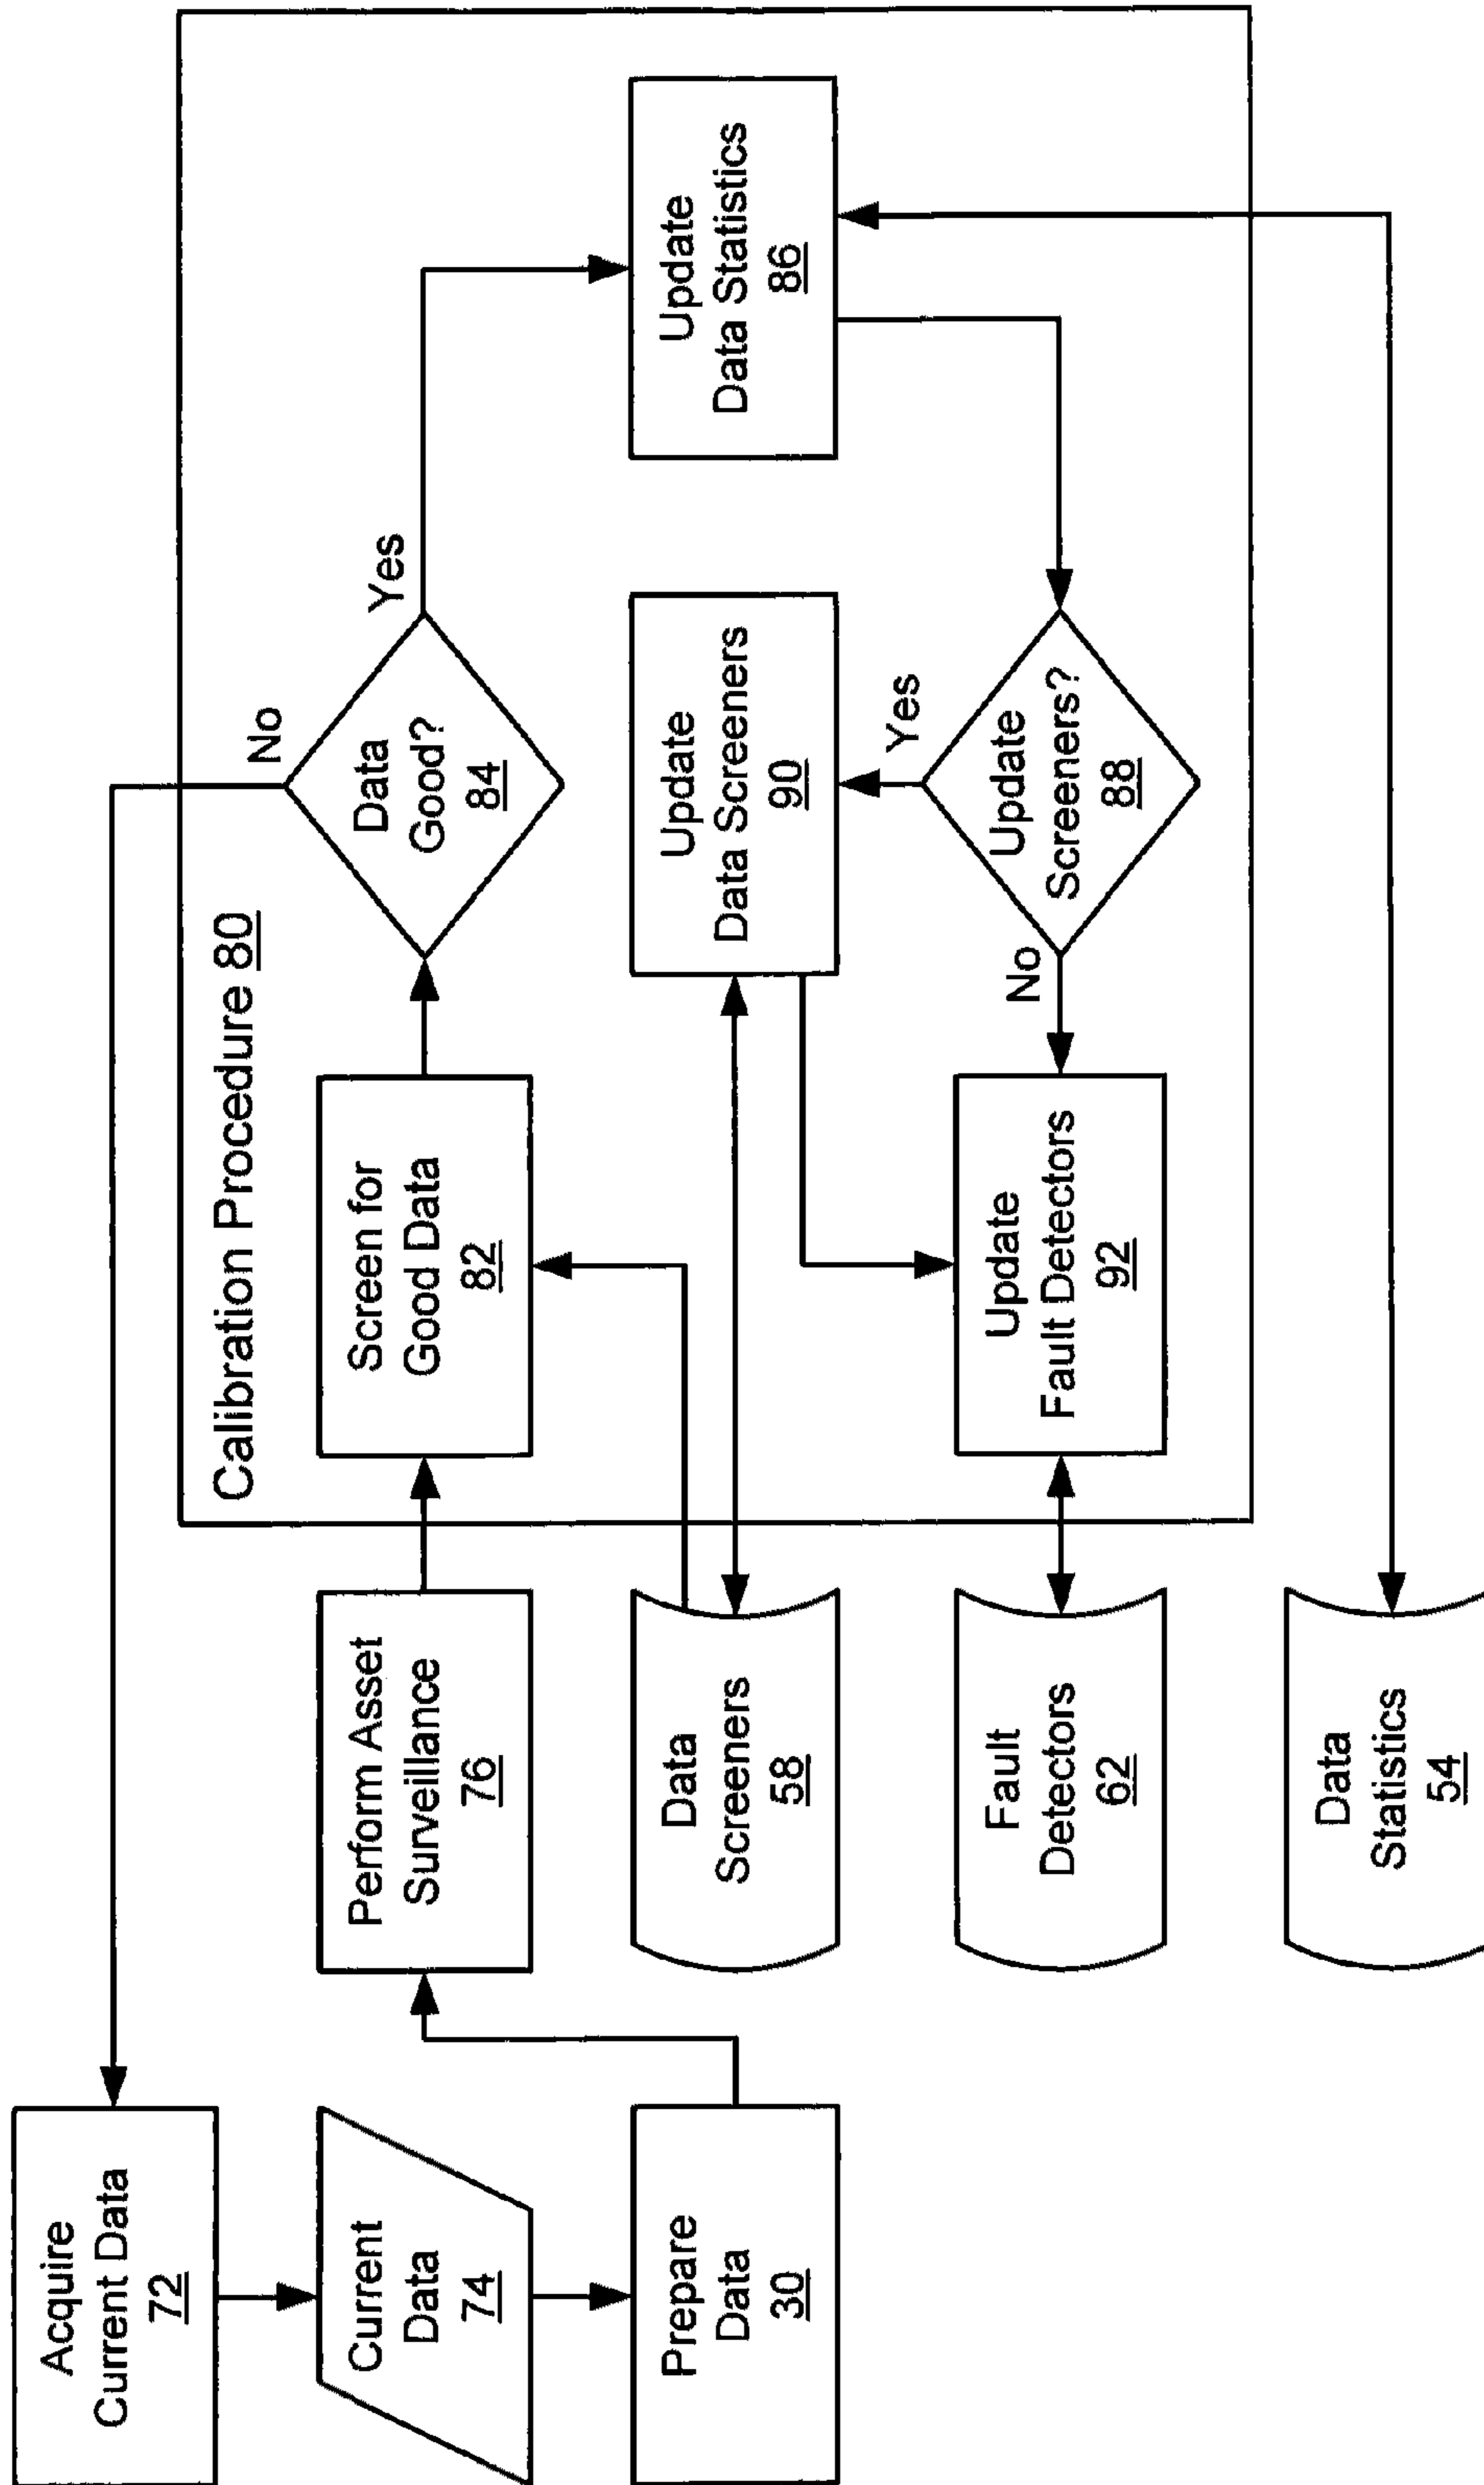 Acquire
Current Data
72
Current
Data
74
Prepare
Data
30
Perform Asset
Surveillance
76
Data
Screeners
58
Fault
Detectors
62
Data
Statistics
54
Calibration Procedure 80
Screen for
Good Data
82
Data
Good?
84
No
Yes
Update
Data Statistics
86
Update
Screeners?
88
Yes
No
Update
Data Screeners
90
Update
Fault Detectors
92